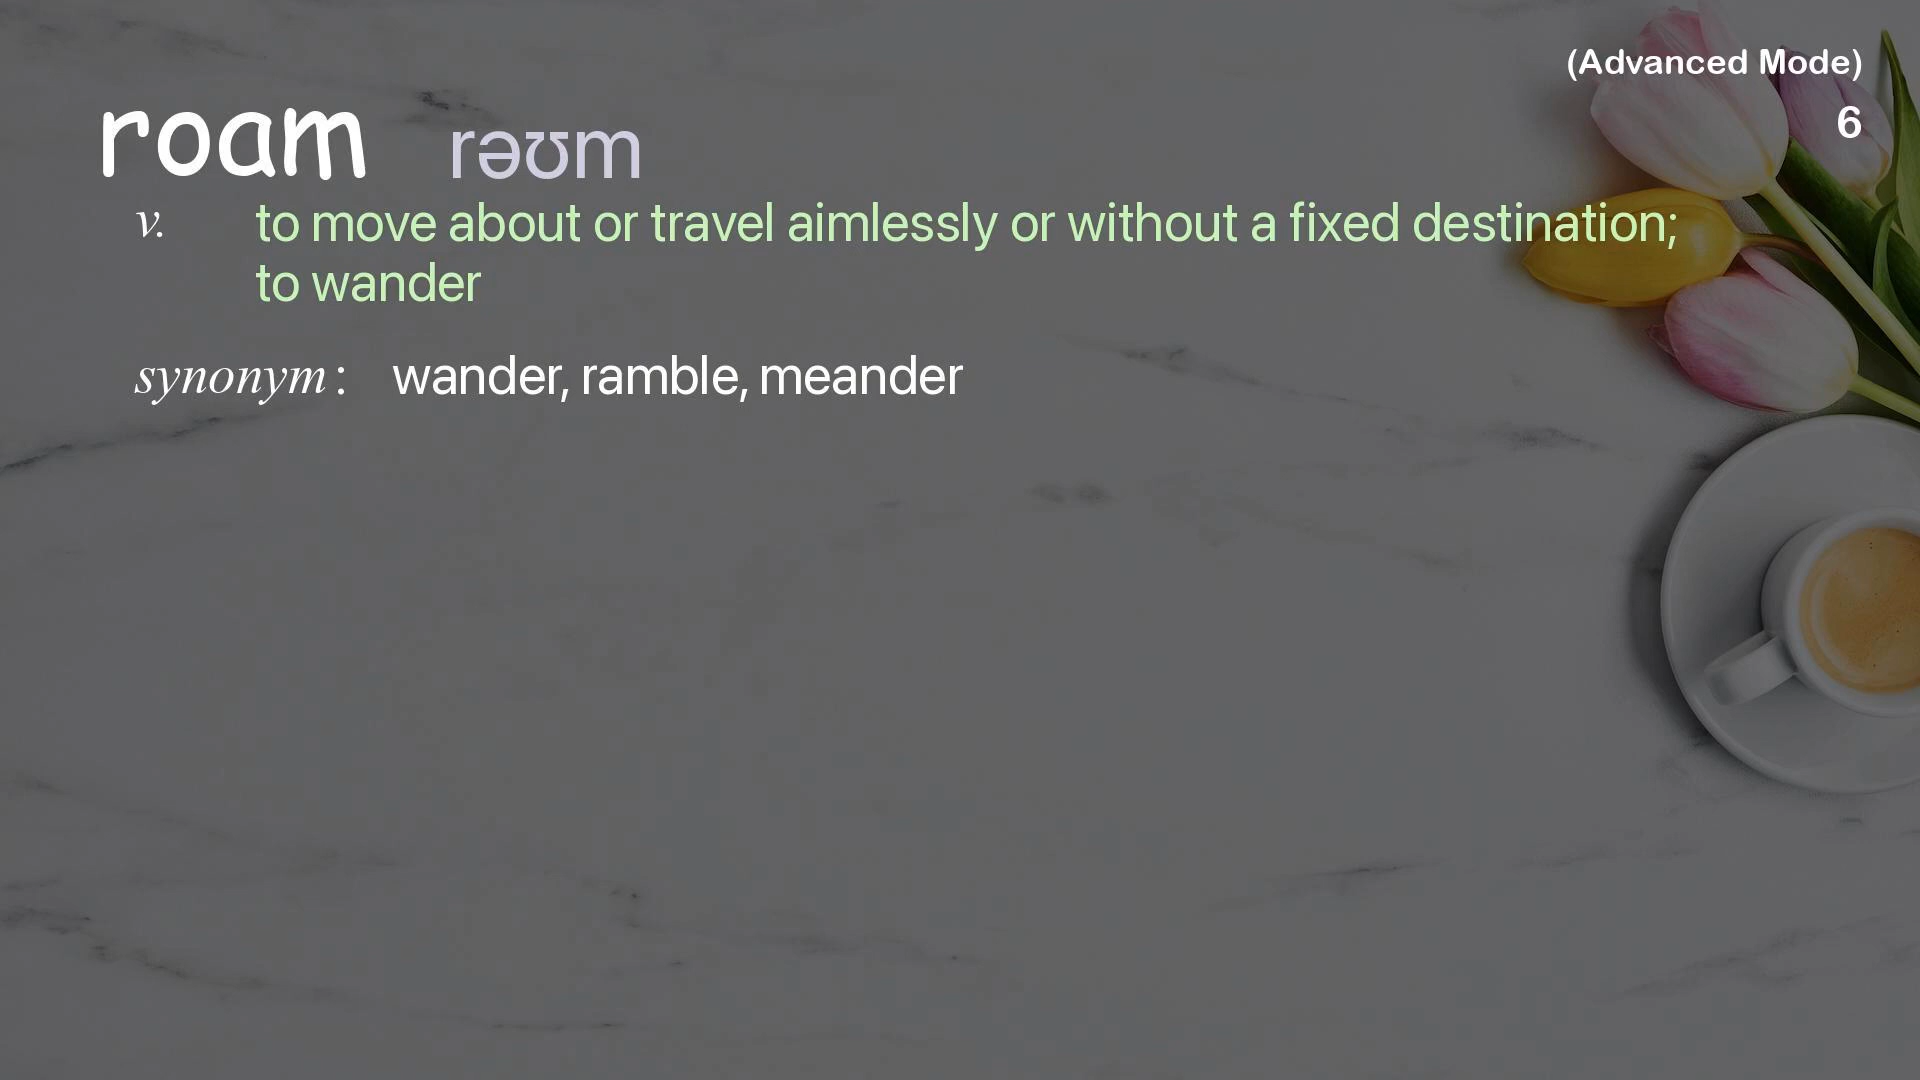 (Advanced Mode)
6
roam rəʊm
v. to move about or travel aimlessly or without a fixed destination;
to wander
synonym : wander, ramble, meander